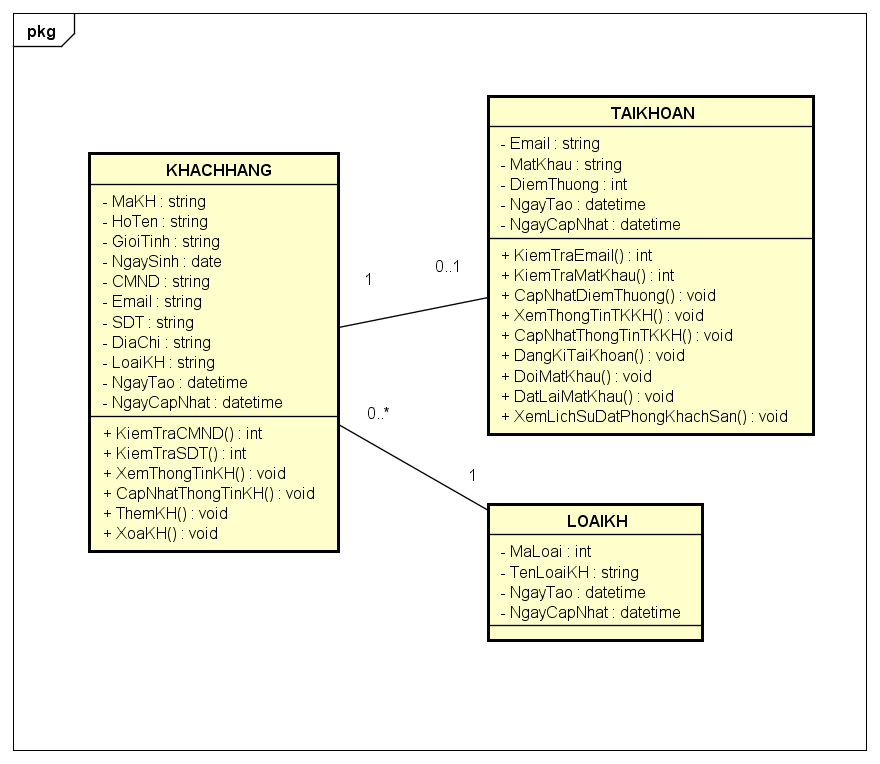 pkg
KHACHHANG
- MaKH : string
- HoTen : string
- GioiTinh : string
- NgaySinh : date
- CMND : string
- Email : string
- SDT : string
- DiaChi : string
- LoaiKH : string
- NgayTao : datetime
- NgayCapNhat : datetime
+ KiemTraCMND() : int
+ KiemTraSDT() : int
+ XemThongTinKH() : void
+ CapNhatThongTinKH() : void
+ ThemKH() : void
+ XoaKH() : void
1
0..1
0..*
1
TAIKHOAN
- Email : string
- MatKhau : string
- DiemThuong : int
- NgayTao : datetime
- NgayCapNhat : datetime
+ KiemTraEmail() : int
+ KiemTraMatKhau() : int
+ CapNhatDiemThuong() : void
+ XemThongTinTKKH() : void
+ CapNhatThongTinTKKH() : void
+ DangKiTaiKhoan() : void
+ DoiMatKhau() : void
+ DatLaiMatKhau() : void
+ XemLichSuDatPhongKhachSan() : void
LOAIKH
- MaLoai : int
- TenLoaiKH : string
- NgayTao : datetime
- NgayCapNhat : datetime